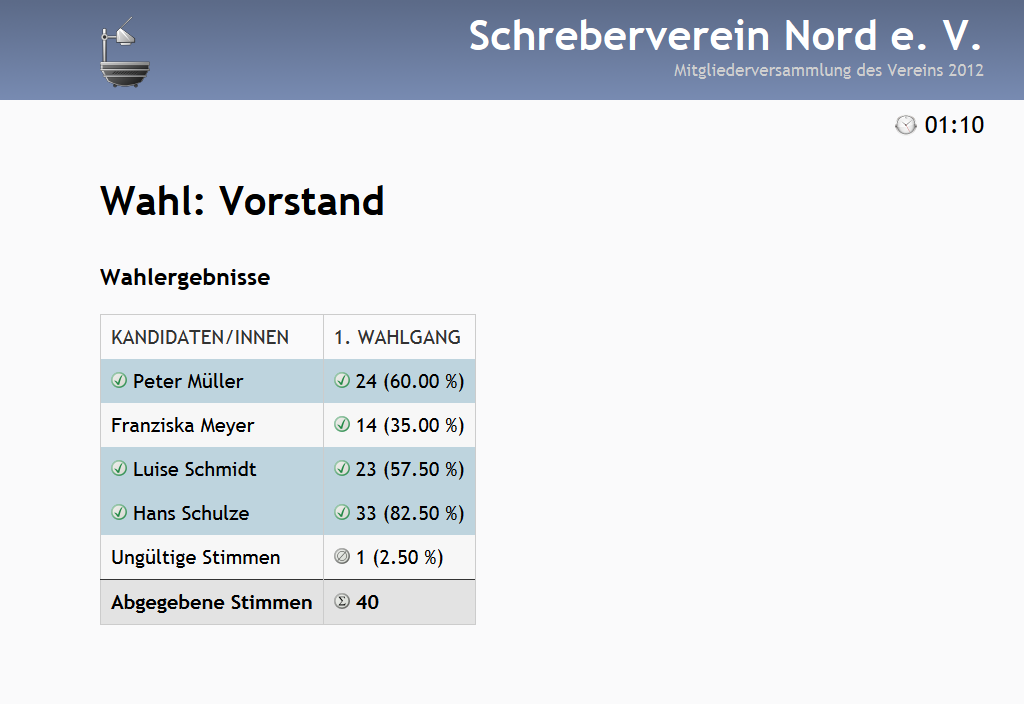 Schreberverein Nord e. V.
Mitgliederversammlung des Vereins 2012
01:10
Wahl: Vorstand
Wahlergebnisse
KANDIDATEN/INNEN 1. WAHLGANG
Peter Müller 24 (60.00 %)
Franziska Meyer 14 (35.00 %)
Luise Schmidt 23 (57.50 %)
Hans Schulze 33 (82.50 %)
Ungültige Stimmen 1 (2.50 %)
Abgegebene Stimmen Σ 40